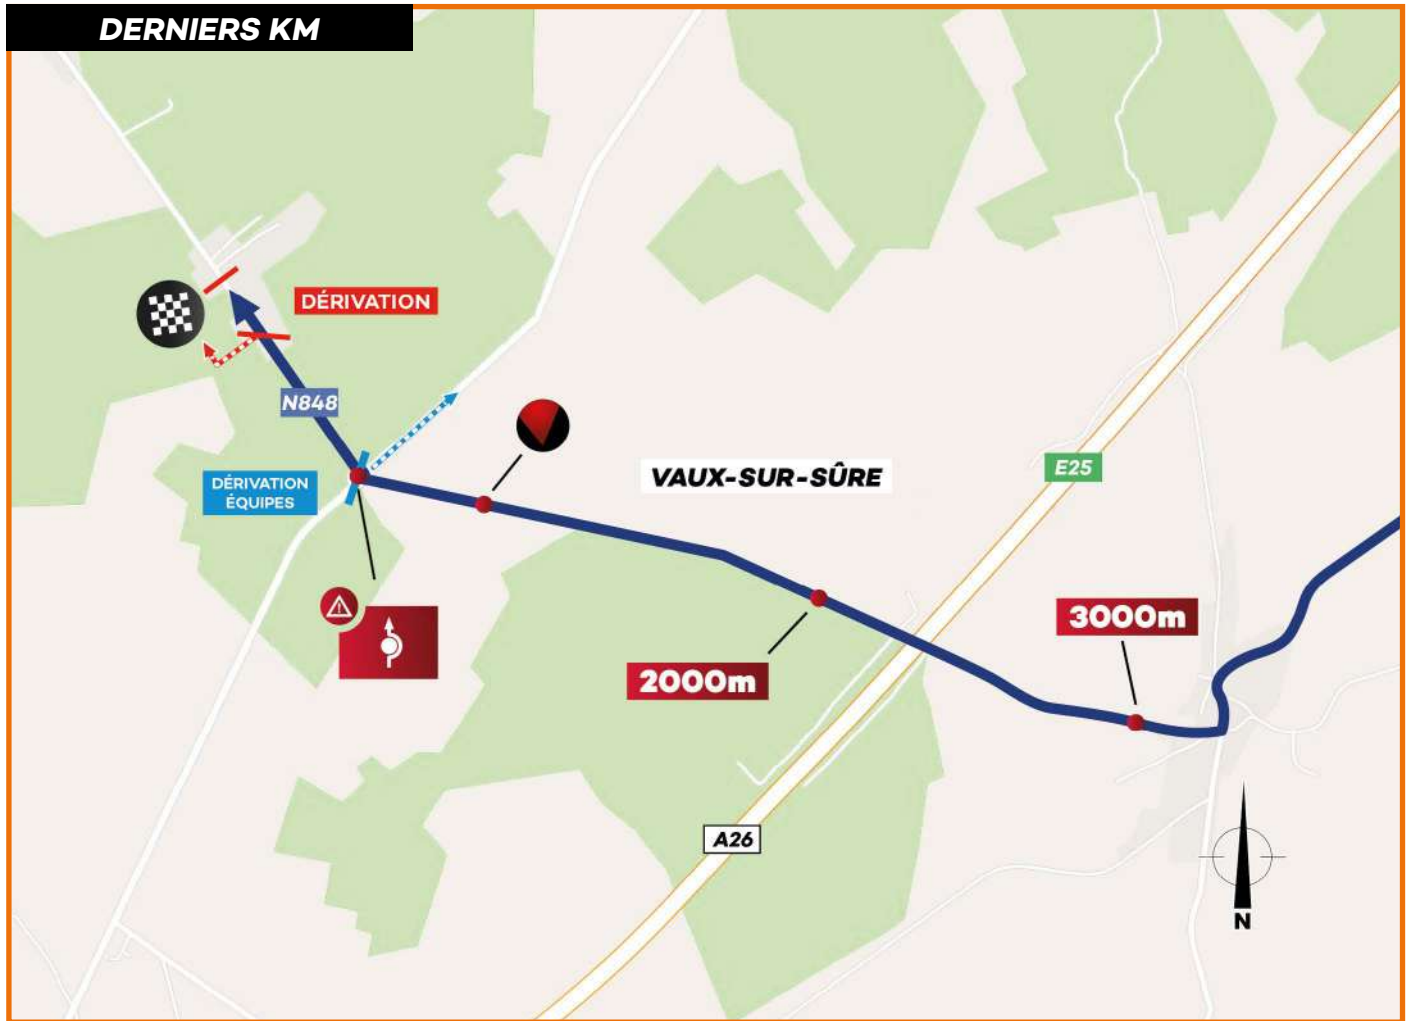 DERNIERS KM
DÉRIVATION
N848
DÉRIVATION
ÉQUIPES
VAUX-SUR-SÛRE
E25
3000m
2000m
A26
N